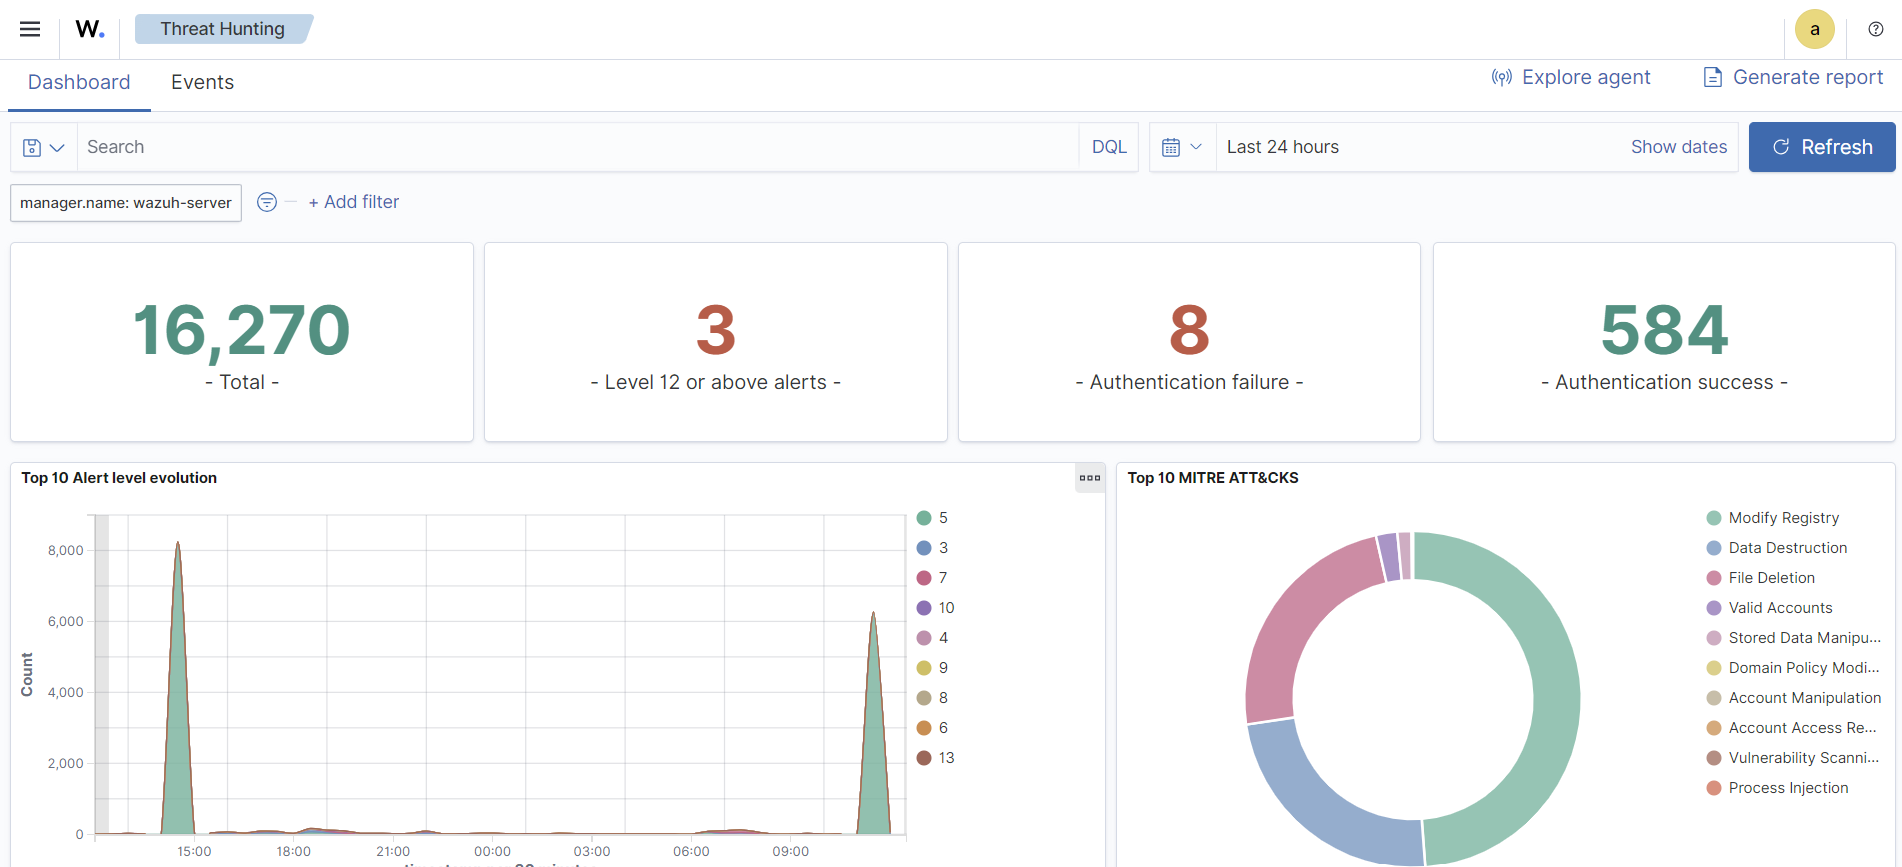 W. Threat Hunting a
Dashboard Events Explore agent Generate report
Search DQL Last 24 hours Show dates Refresh
manager.name: wazuh-server + Add filter
16,270
- Total -
3
- Level 12 or above alerts -
8
- Authentication failure -
584
- Authentication success -
Top 10 Alert level evolution
Count
8,000
6,000
4,000
2,000
0
15:00 18:00 21:00 00:00 03:00 06:00 09:00
5
3
7
10
4
9
8
6
13
Top 10 MITRE ATT&CKS
Modify Registry
Data Destruction
File Deletion
Valid Accounts
Stored Data Manipu...
Domain Policy Modi...
Account Manipulation
Account Access Re...
Vulnerability Scanni...
Process Injection